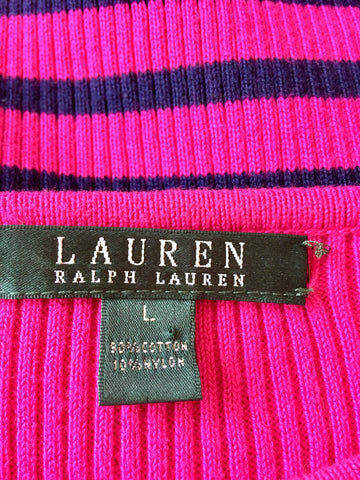 LAUREN
RALPH LAUREN
L
90% COTTON
10% NYLON